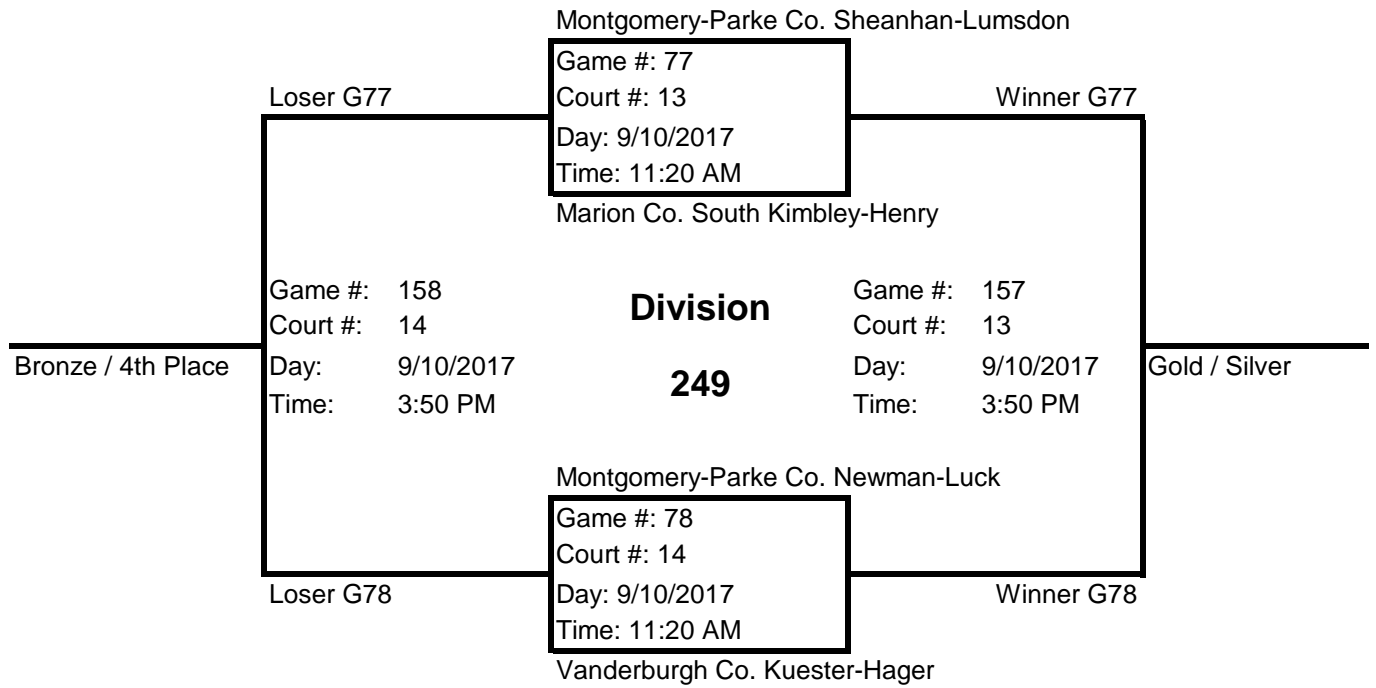 Montgomery-Parke Co. Sheanhan-Lumsdon
Game #: 77
Loser G77 Court #: 13 Winner G77
Day: 9/10/2017
Time: 11:20 AM
Marion Co. South Kimbley-Henry
Game #: 158
Court #: 14
Bronze / 4th Place Day: 9/10/2017
Time: 3:50 PM
Division
249
Game #: 157
Court #: 13
Day: 9/10/2017 Gold / Silver
Time: 3:50 PM
Montgomery-Parke Co. Newman-Luck
Game #: 78
Court #: 14
Loser G78 Day: 9/10/2017 Winner G78
Time: 11:20 AM
Vanderburgh Co. Kuester-Hager